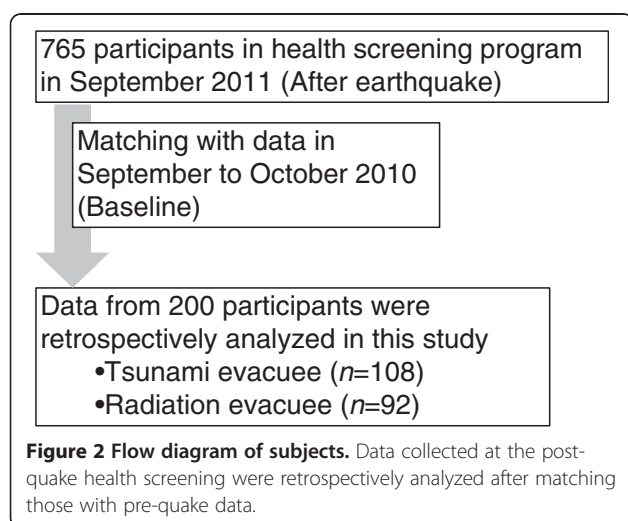 765 participants in health screening program
in September 2011 (After earthquake)
Matching with data in
September to October 2010
(Baseline)
Data from 200 participants were
retrospectively analyzed in this study
•Tsunami evacuee (n=108)
•Radiation evacuee (n=92)
Figure 2 Flow diagram of subjects. Data collected at the post-
quake health screening were retrospectively analyzed after matching
those with pre-quake data.